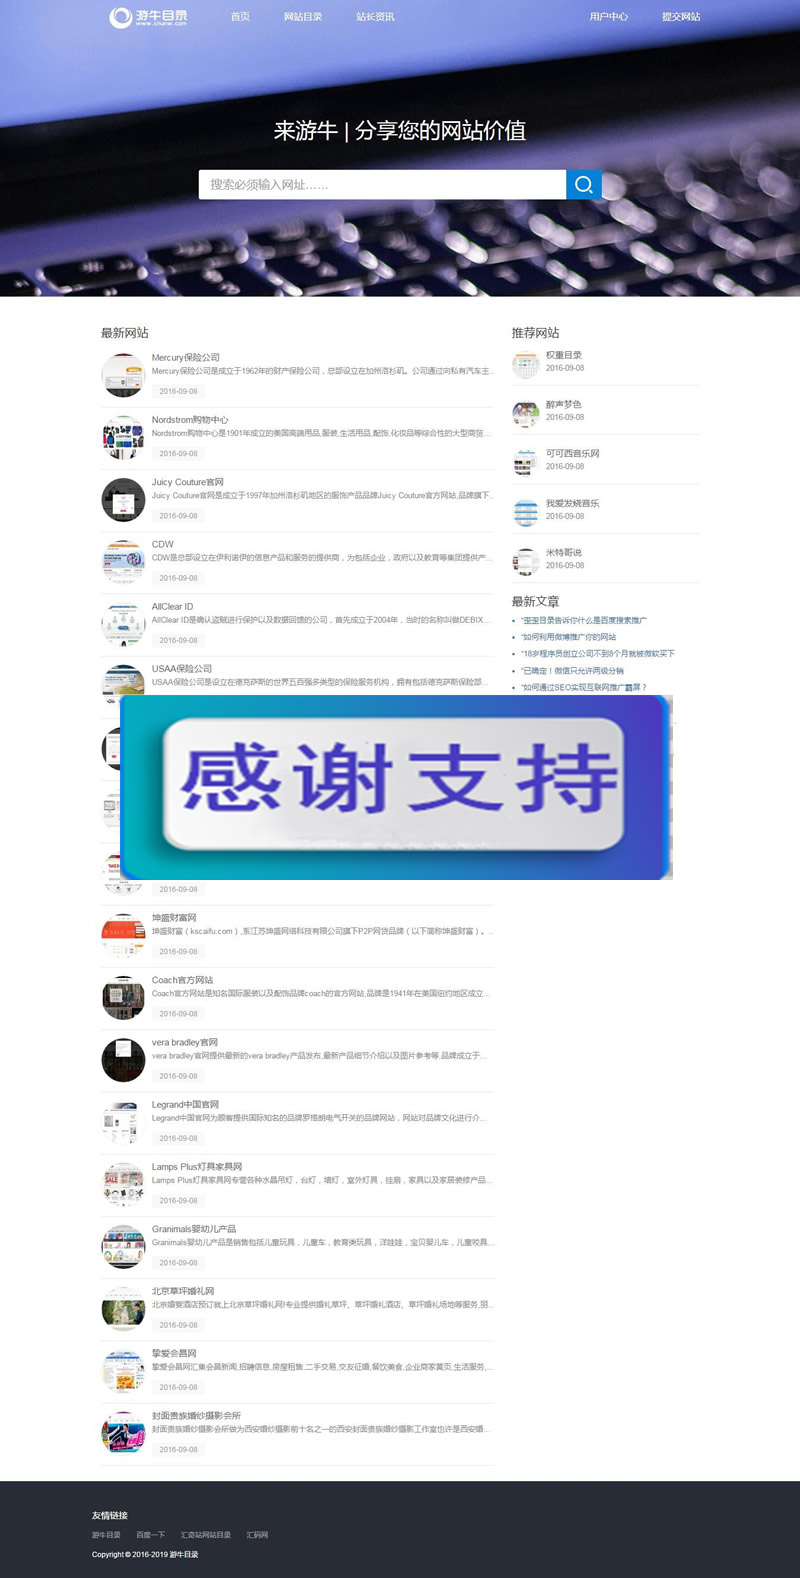 游牛目录
www.cnunw.com
首页
网站目录
站长资讯
用户中心
提交网站
来游牛 | 分享您的网站价值
搜索必须输入网址……
最新网站
Mercury保险公司
Mercury保险公司是成立于1962年的财产保险公司，总部设立在加州洛杉矶。公司通过向私有汽车主...
2016-09-08
Nordstrom购物中心
Nordstrom购物中心是1901年成立的美国高端用品,服装,生活用品,配饰,化妆品等综合性的大型商贸...
2016-09-08
Juicy Couture官网
Juicy Couture官网是成立于1997年加州洛杉矶地区的服饰产品品牌Juicy Couture官方网站,品牌旗下...
2016-09-08
CDW
CDW是总部设立在伊利诺伊的信息产品和服务的提供商，为包括企业，政府以及教育等集团提供产...
2016-09-08
AllClear ID
AllClear ID是确认盗贼进行保护以及数据回馈的公司，首先成立于2004年，当时的名称叫做DEBIX...
2016-09-08
USAA保险公司
USAA保险公司是设立在德克萨斯的世界五百强多类型的保险服务机构，拥有包括德克萨斯保险部...
感谢支持
2016-09-08
坤盛财富网
坤盛财富（kscaifu.com）,系江苏坤盛网络科技有限公司旗下P2P网贷品牌（以下简称坤盛财富）。...
2016-09-08
Coach官方网站
Coach官方网站是知名国际服装以及配饰品牌coach的官方网站,品牌是1941年在美国纽约地区成立...
2016-09-08
vera bradley官网
vera bradley官网提供最新的vera bradley产品发布,最新产品细节介绍以及图片参考等.品牌成立于...
2016-09-08
Legrand中国官网
Legrand中国官网为顾客提供国际知名的品牌罗格朗电气开关的品牌网站，网站对品牌文化进行介...
2016-09-08
Lamps Plus灯具家具网
Lamps Plus灯具家具网专营各种水晶吊灯，台灯，墙灯，室外灯具，挂扇，家具以及家居装修产品...
2016-09-08
Granimals婴幼儿产品
Granimals婴幼儿产品是销售包括儿童玩具，儿童车，教育类玩具，洋娃娃，宝贝婴儿车，儿童咬具...
2016-09-08
北京草坪婚礼网
北京婚宴酒店预订就上北京草坪婚礼网!专业提供婚礼草坪、草坪婚礼酒店、草坪婚礼场地等服务,丽...
2016-09-08
挚爱会昌网
挚爱会昌网汇集会昌新闻,招聘信息,房屋租售,二手交易,交友征婚,餐饮美食,企业商家黄页,生活服务,...
2016-09-08
封面贵族婚纱摄影会所
封面贵族婚纱摄影会所做为西安婚纱摄影前十名之一的西安封面贵族婚纱摄影工作室也许是西安婚...
2016-09-08
推荐网站
权重目录
2016-09-08
醉声梦色
2016-09-08
可可西音乐网
2016-09-08
我爱发烧音乐
2016-09-08
米特哥说
2016-09-08
最新文章
"歪歪目录告诉你什么是百度搜索推广
"如何利用微博推广你的网站
"18岁程序员创立公司不到8个月就被微软买下
"已确定！微信只允许两级分销
"如何通过SEO实现互联网推广霸屏？
友情链接
游牛目录
百度一下
汇奇站网站目录
汇码网
Copyright © 2016-2019 游牛目录